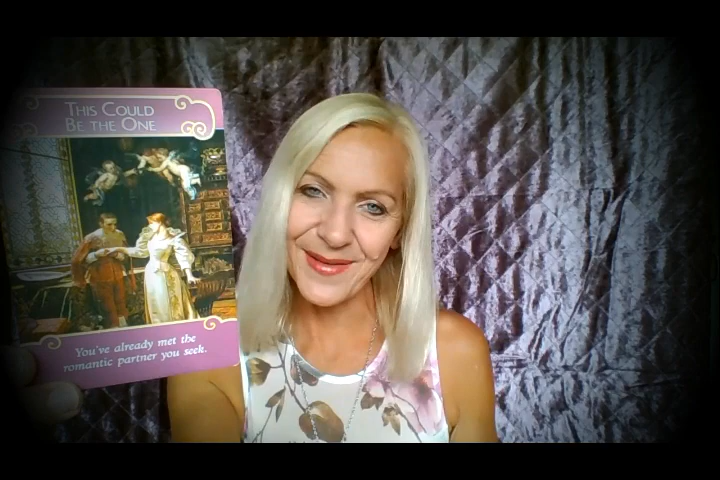 THIS COULD
BE THE ONE
You've already met the
romantic partner you seek.